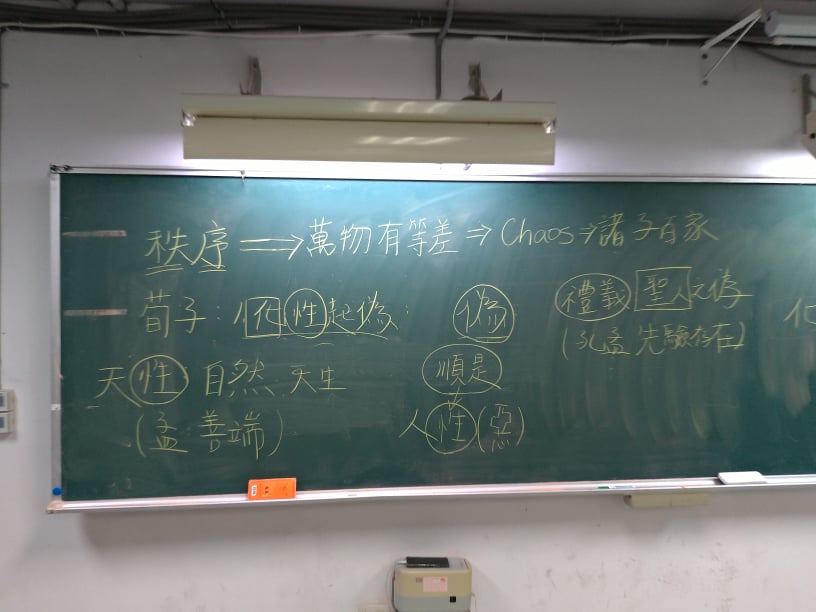 秩序⇒萬物有等差⇒Chaos⇒諸子百家
荀子:化性起偽:
偽
禮義 聖人之偽
(孔孟 先驗存在)
化
天性 自然 天生
(孟:善端)
順是
人性(惡)